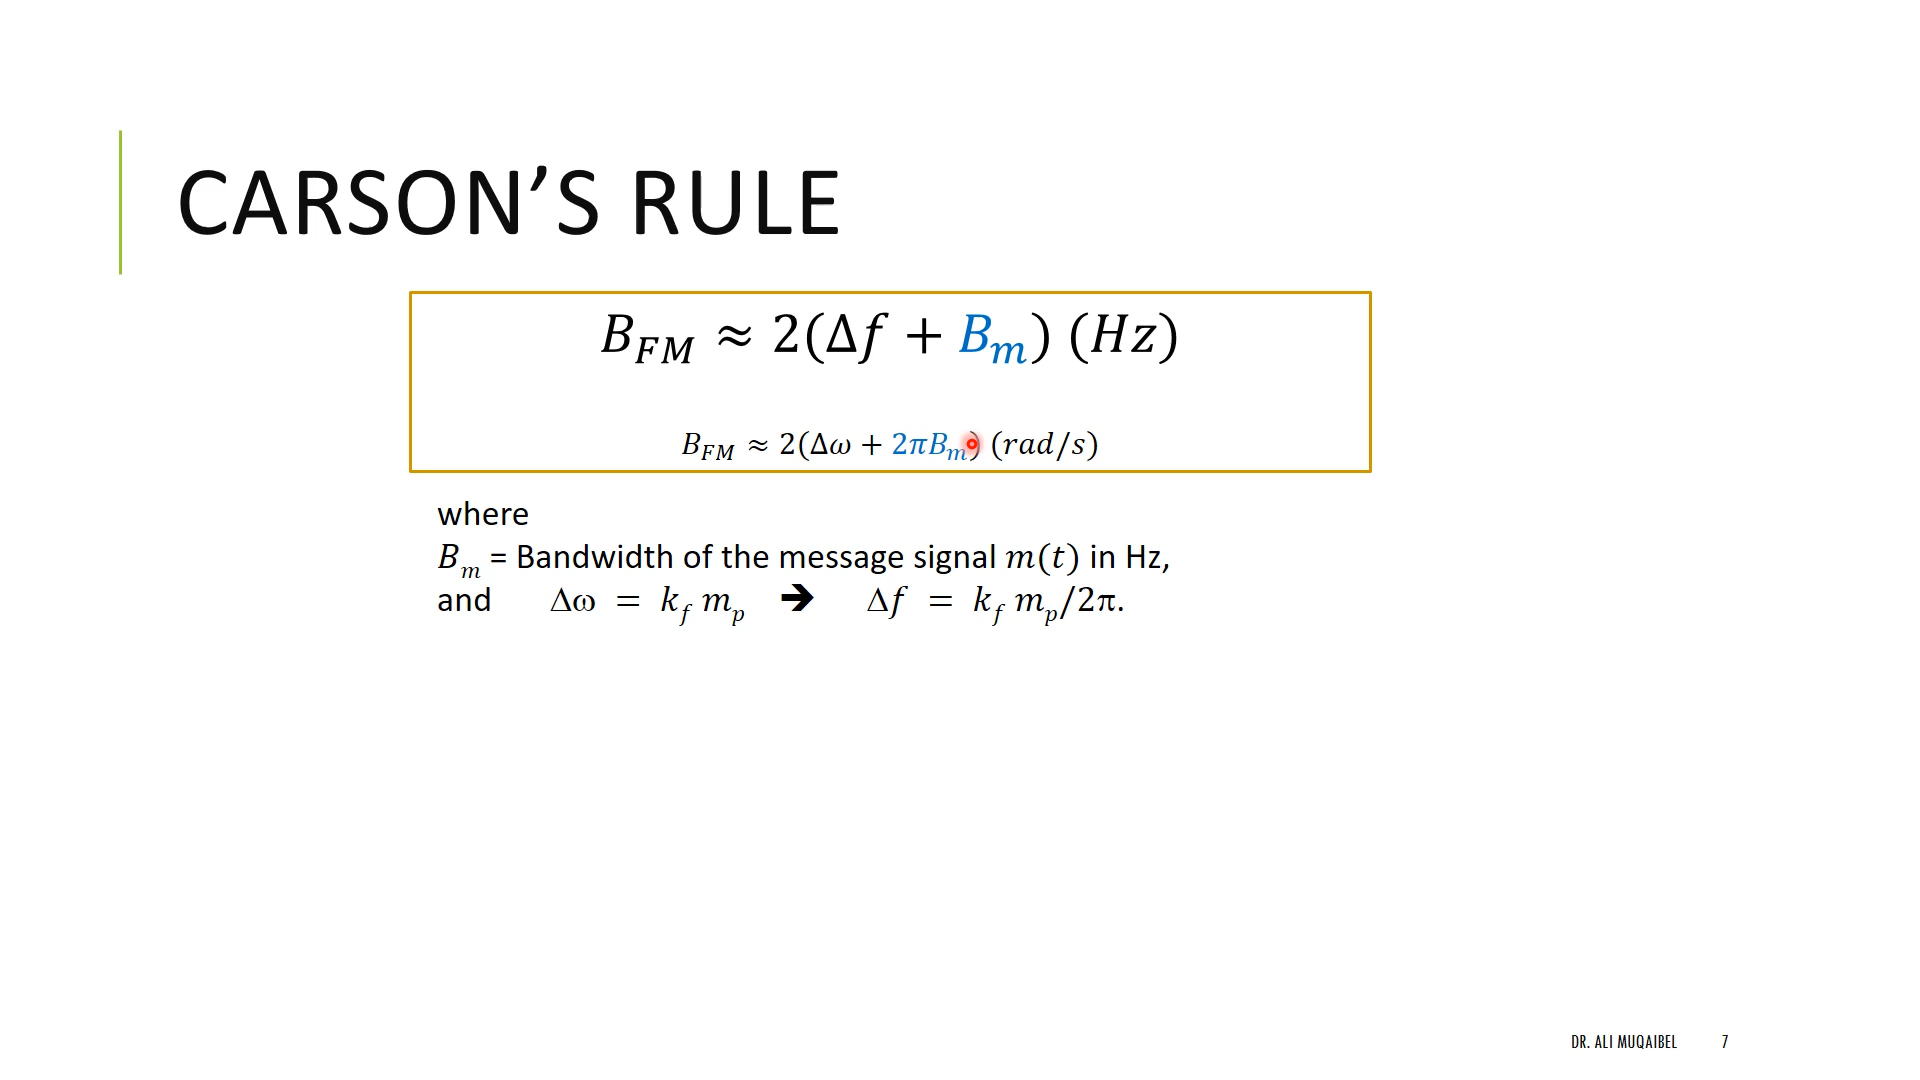 CARSON’S RULE
B_FM ≈ 2(Δf + B_m) (Hz)
B_FM ≈ 2(Δω + 2πB_m) (rad/s)
where
B_m = Bandwidth of the message signal m(t) in Hz,
and Δω = k_f m_p ➔ Δf = k_f m_p/2π.
DR. ALI MUQAIBEL 7